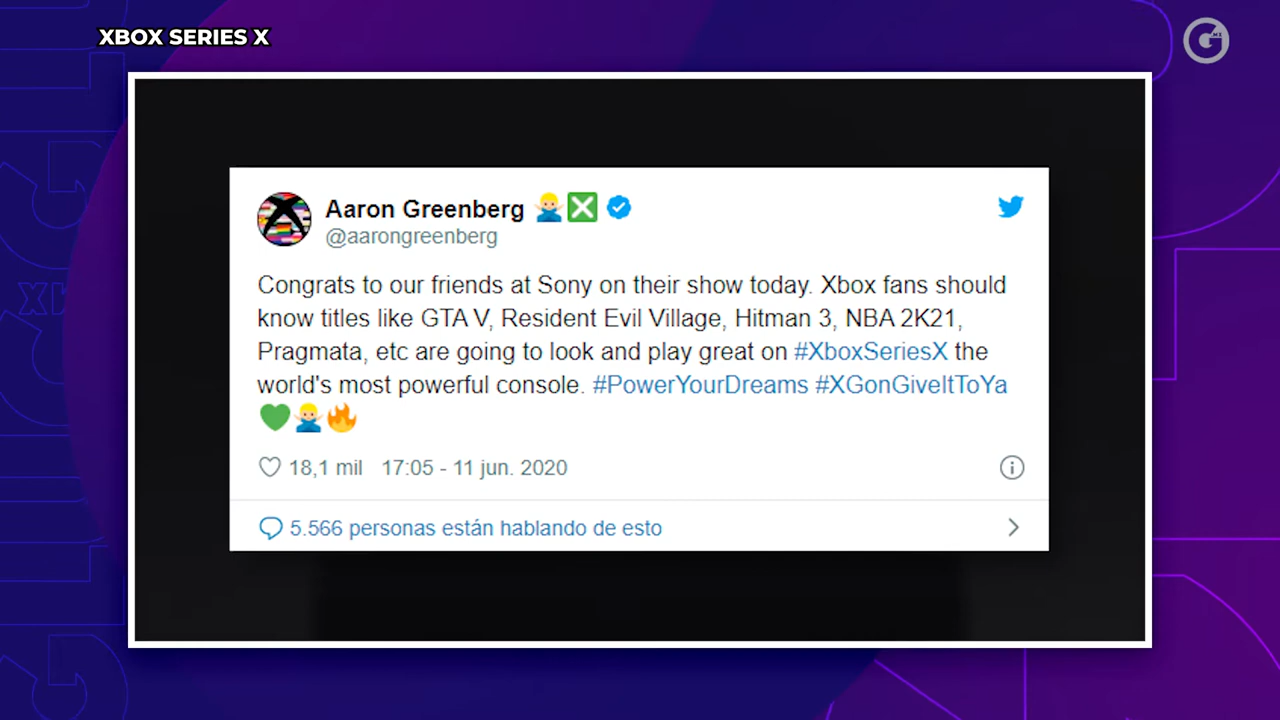 XBOX SERIES X
Aaron Greenberg 🙅🏼‍♂️❎
@aarongreenberg
Congrats to our friends at Sony on their show today. Xbox fans should
know titles like GTA V, Resident Evil Village, Hitman 3, NBA 2K21,
Pragmata, etc are going to look and play great on #XboxSeriesX the
world's most powerful console. #PowerYourDreams #XGonGiveItToYa
💚🙅🏼‍♂️🔥
18,1 mil 17:05 - 11 jun. 2020
5.566 personas están hablando de esto